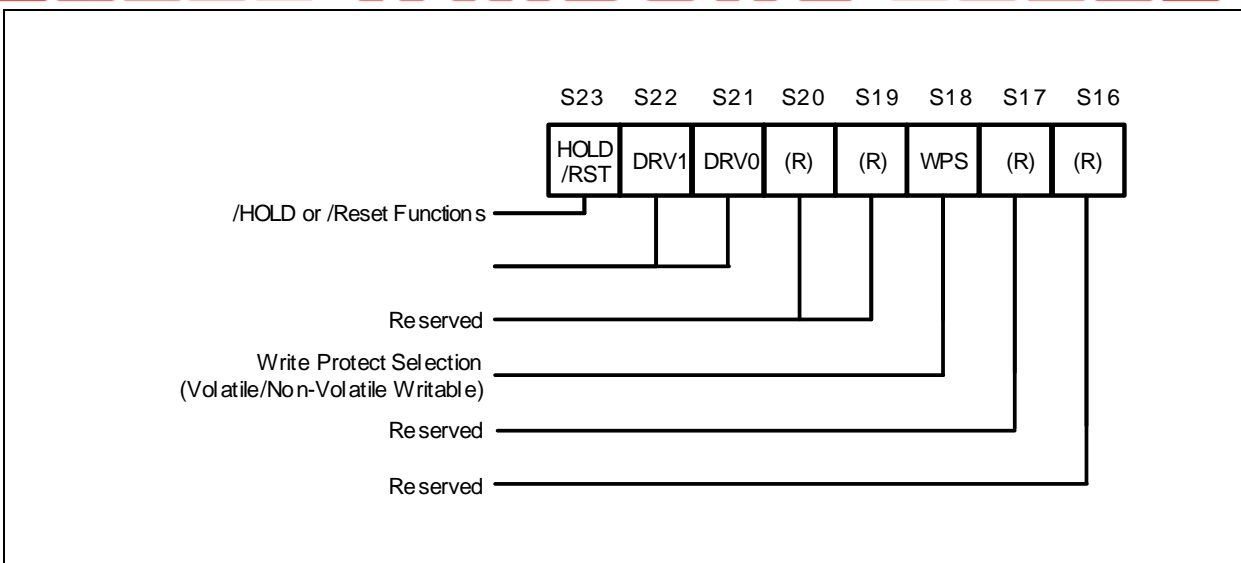 S23 S22 S21 S20 S19 S18 S17 S16
HOLD
/RST
DRV1 DRV0 (R) (R) WPS (R) (R)
/HOLD or /Reset Functions
Reserved
Write Protect Selection
(Volatile/Non-Volatile Writable)
Reserved
Reserved